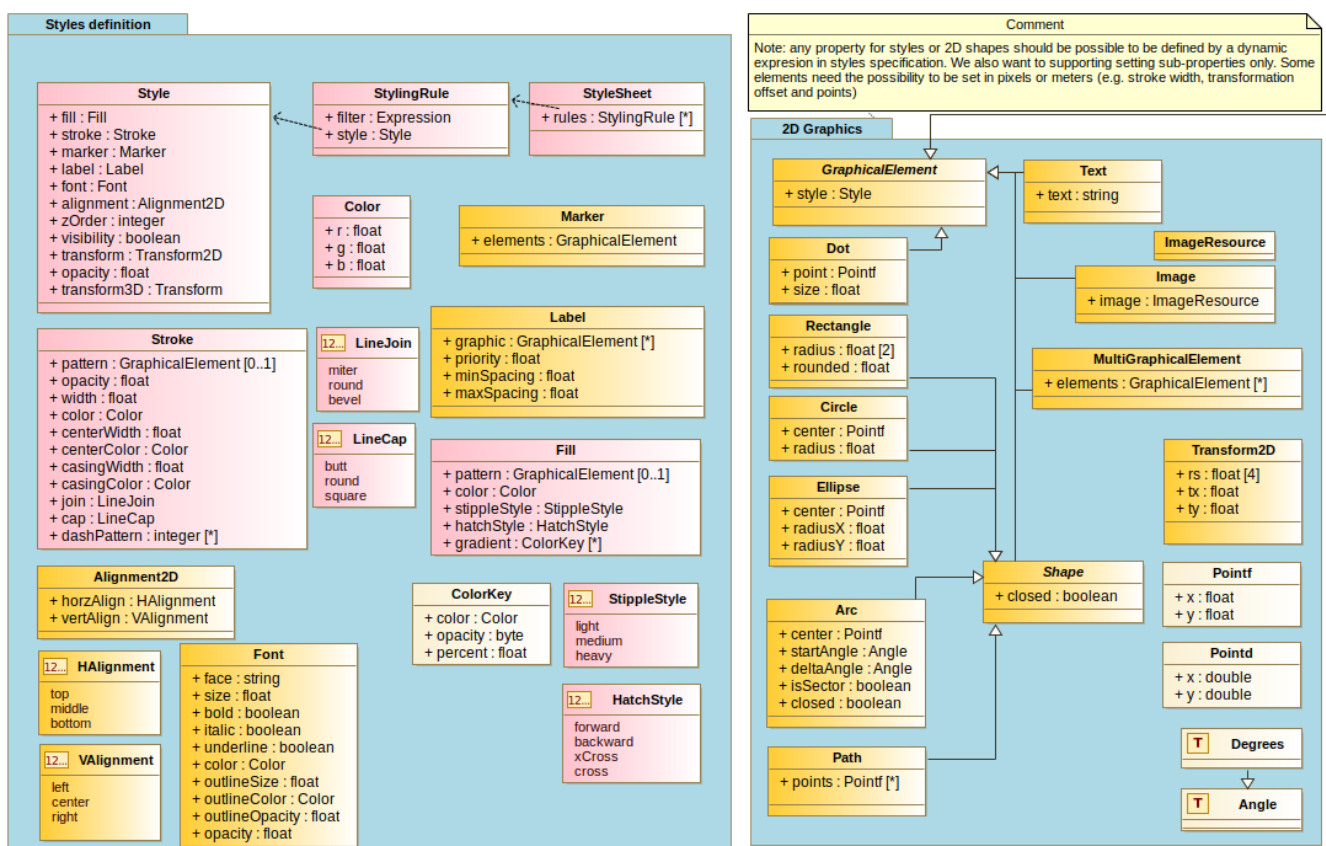 Styles definition
Style
+ fill : Fill
+ stroke : Stroke
+ marker : Marker
+ label : Label
+ font : Font
+ alignment : Alignment2D
+ zOrder : integer
+ visibility : boolean
+ transform : Transform2D
+ opacity : float
+ transform3D : Transform
StylingRule
+ filter : Expression
+ style : Style
StyleSheet
+ rules : StylingRule [*]
Color
+ r : float
+ g : float
+ b : float
Marker
+ elements : GraphicalElement
Stroke
+ pattern : GraphicalElement [0..1]
+ opacity : float
+ width : float
+ color : Color
+ centerWidth : float
+ centerColor : Color
+ casingWidth : float
+ casingColor : Color
+ join : LineJoin
+ cap : LineCap
+ dashPattern : integer [*]
12... LineJoin
miter
round
bevel
12... LineCap
butt
round
square
Label
+ graphic : GraphicalElement [*]
+ priority : float
+ minSpacing : float
+ maxSpacing : float
Fill
+ pattern : GraphicalElement [0..1]
+ color : Color
+ stippleStyle : StippleStyle
+ hatchStyle : HatchStyle
+ gradient : ColorKey [*]
Alignment2D
+ horzAlign : HAlignment
+ vertAlign : VAlignment
12... HAlignment
top
middle
bottom
12... VAlignment
left
center
right
Font
+ face : string
+ size : float
+ bold : boolean
+ italic : boolean
+ underline : boolean
+ color : Color
+ outlineSize : float
+ outlineColor : Color
+ outlineOpacity : float
+ opacity : float
ColorKey
+ color : Color
+ opacity : byte
+ percent : float
12... StippleStyle
light
medium
heavy
12... HatchStyle
forward
backward
xCross
cross
Comment
Note: any property for styles or 2D shapes should be possible to be defined by a dynamic
expresion in styles specification. We also want to supporting setting sub-properties only. Some
elements need the possibility to be set in pixels or meters (e.g. stroke width, transformation
offset and points)
2D Graphics
GraphicalElement
+ style : Style
Text
+ text : string
Dot
+ point : Pointf
+ size : float
ImageResource
Image
+ image : ImageResource
Rectangle
+ radius : float [2]
+ rounded : float
MultiGraphicalElement
+ elements : GraphicalElement [*]
Circle
+ center : Pointf
+ radius : float
Ellipse
+ center : Pointf
+ radiusX : float
+ radiusY : float
Transform2D
+ rs : float [4]
+ tx : float
+ ty : float
Shape
+ closed : boolean
Arc
+ center : Pointf
+ startAngle : Angle
+ deltaAngle : Angle
+ isSector : boolean
+ closed : boolean
Pointf
+ x : float
+ y : float
Pointd
+ x : double
+ y : double
Path
+ points : Pointf [*]
T Degrees
T Angle